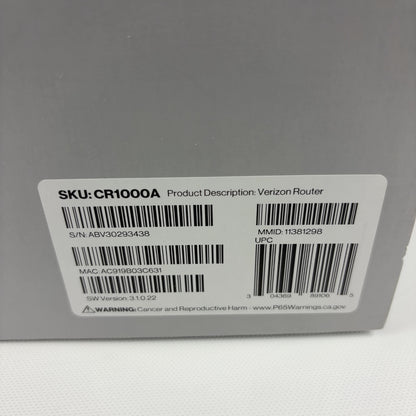 SKU: CR1000A Product Description: Verizon Router
S/N: ABV30293438
MMID: 11381298
UPC
MAC: AC919B03C631
3 04369 89106 5
SW Version: 3.1.0.22
WARNING: Cancer and Reproductive Harm - www.P65Warnings.ca.gov